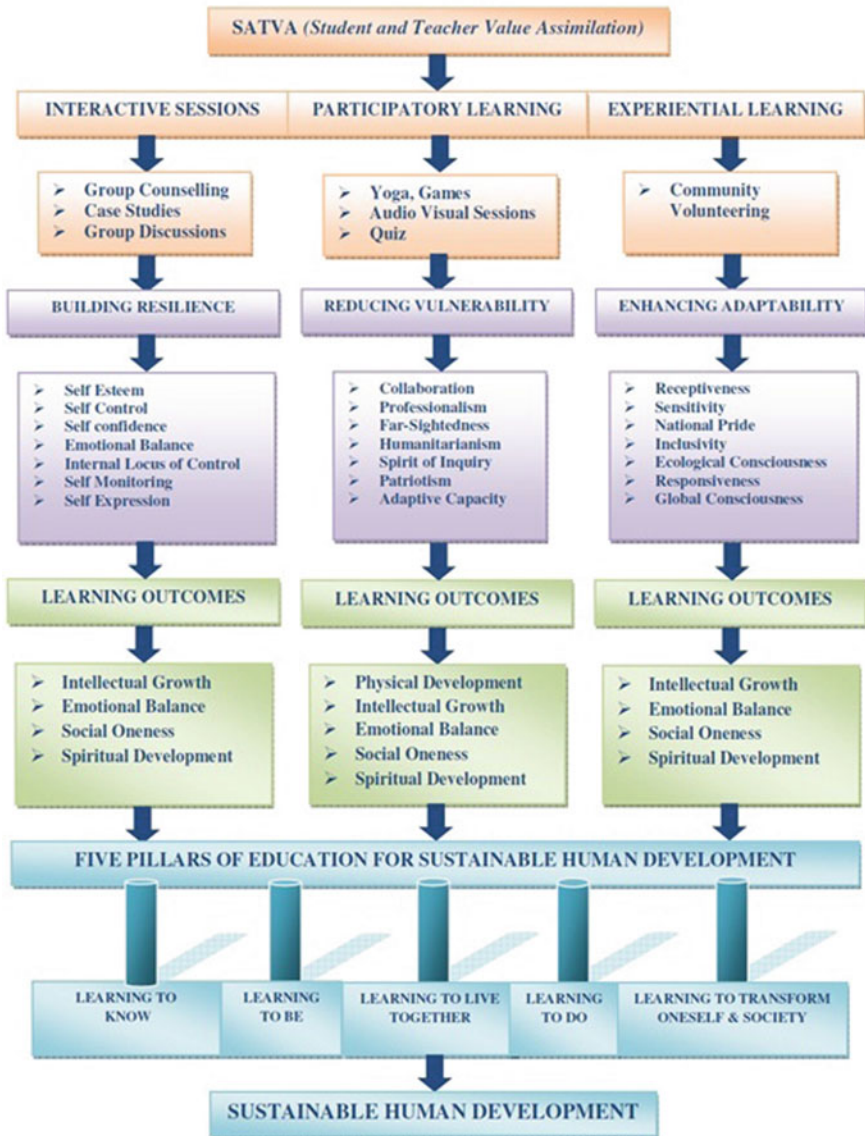 SATVA (Student and Teacher Value Assimilation)
INTERACTIVE SESSIONS
PARTICIPATORY LEARNING
EXPERIENTIAL LEARNING
Group Counselling
Case Studies
Group Discussions
Yoga, Games
Audio Visual Sessions
Quiz
Community
Volunteering
BUILDING RESILIENCE
REDUCING VULNERABILITY
ENHANCING ADAPTABILITY
Self Esteem
Self Control
Self confidence
Emotional Balance
Internal Locus of Control
Self Monitoring
Self Expression
Collaboration
Professionalism
Far-Sightedness
Humanitarianism
Spirit of Inquiry
Patriotism
Adaptive Capacity
Receptiveness
Sensitivity
National Pride
Inclusivity
Ecological Consciousness
Responsiveness
Global Consciousness
LEARNING OUTCOMES
LEARNING OUTCOMES
LEARNING OUTCOMES
Intellectual Growth
Emotional Balance
Social Oneness
Spiritual Development
Physical Development
Intellectual Growth
Emotional Balance
Social Oneness
Spiritual Development
Intellectual Growth
Emotional Balance
Social Oneness
Spiritual Development
FIVE PILLARS OF EDUCATION FOR SUSTAINABLE HUMAN DEVELOPMENT
LEARNING TO
KNOW
LEARNING
TO BE
LEARNING TO LIVE
TOGETHER
LEARNING
TO DO
LEARNING TO TRANSFORM
ONESELF & SOCIETY
SUSTAINABLE HUMAN DEVELOPMENT